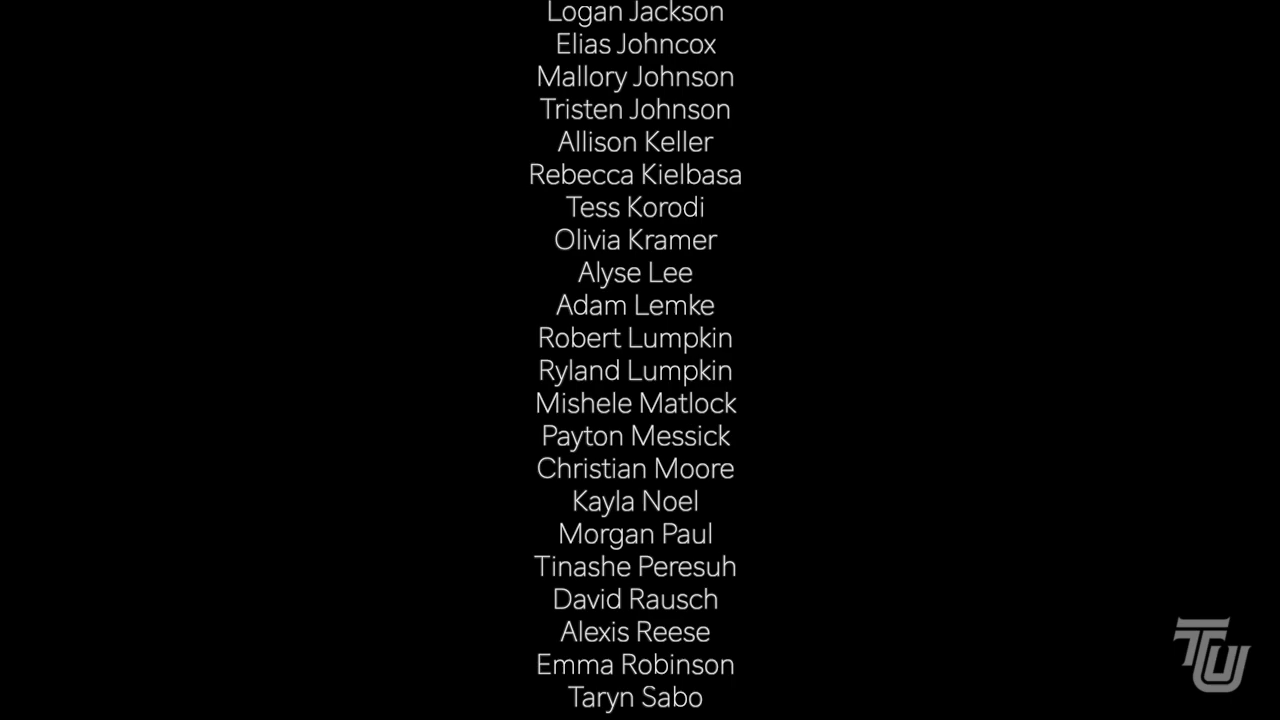 Logan Jackson
Elias Johncox
Mallory Johnson
Tristen Johnson
Allison Keller
Rebecca Kielbasa
Tess Korodi
Olivia Kramer
Alyse Lee
Adam Lemke
Robert Lumpkin
Ryland Lumpkin
Mishele Matlock
Payton Messick
Christian Moore
Kayla Noel
Morgan Paul
Tinashe Peresuh
David Rausch
Alexis Reese
Emma Robinson
Taryn Sabo
TU